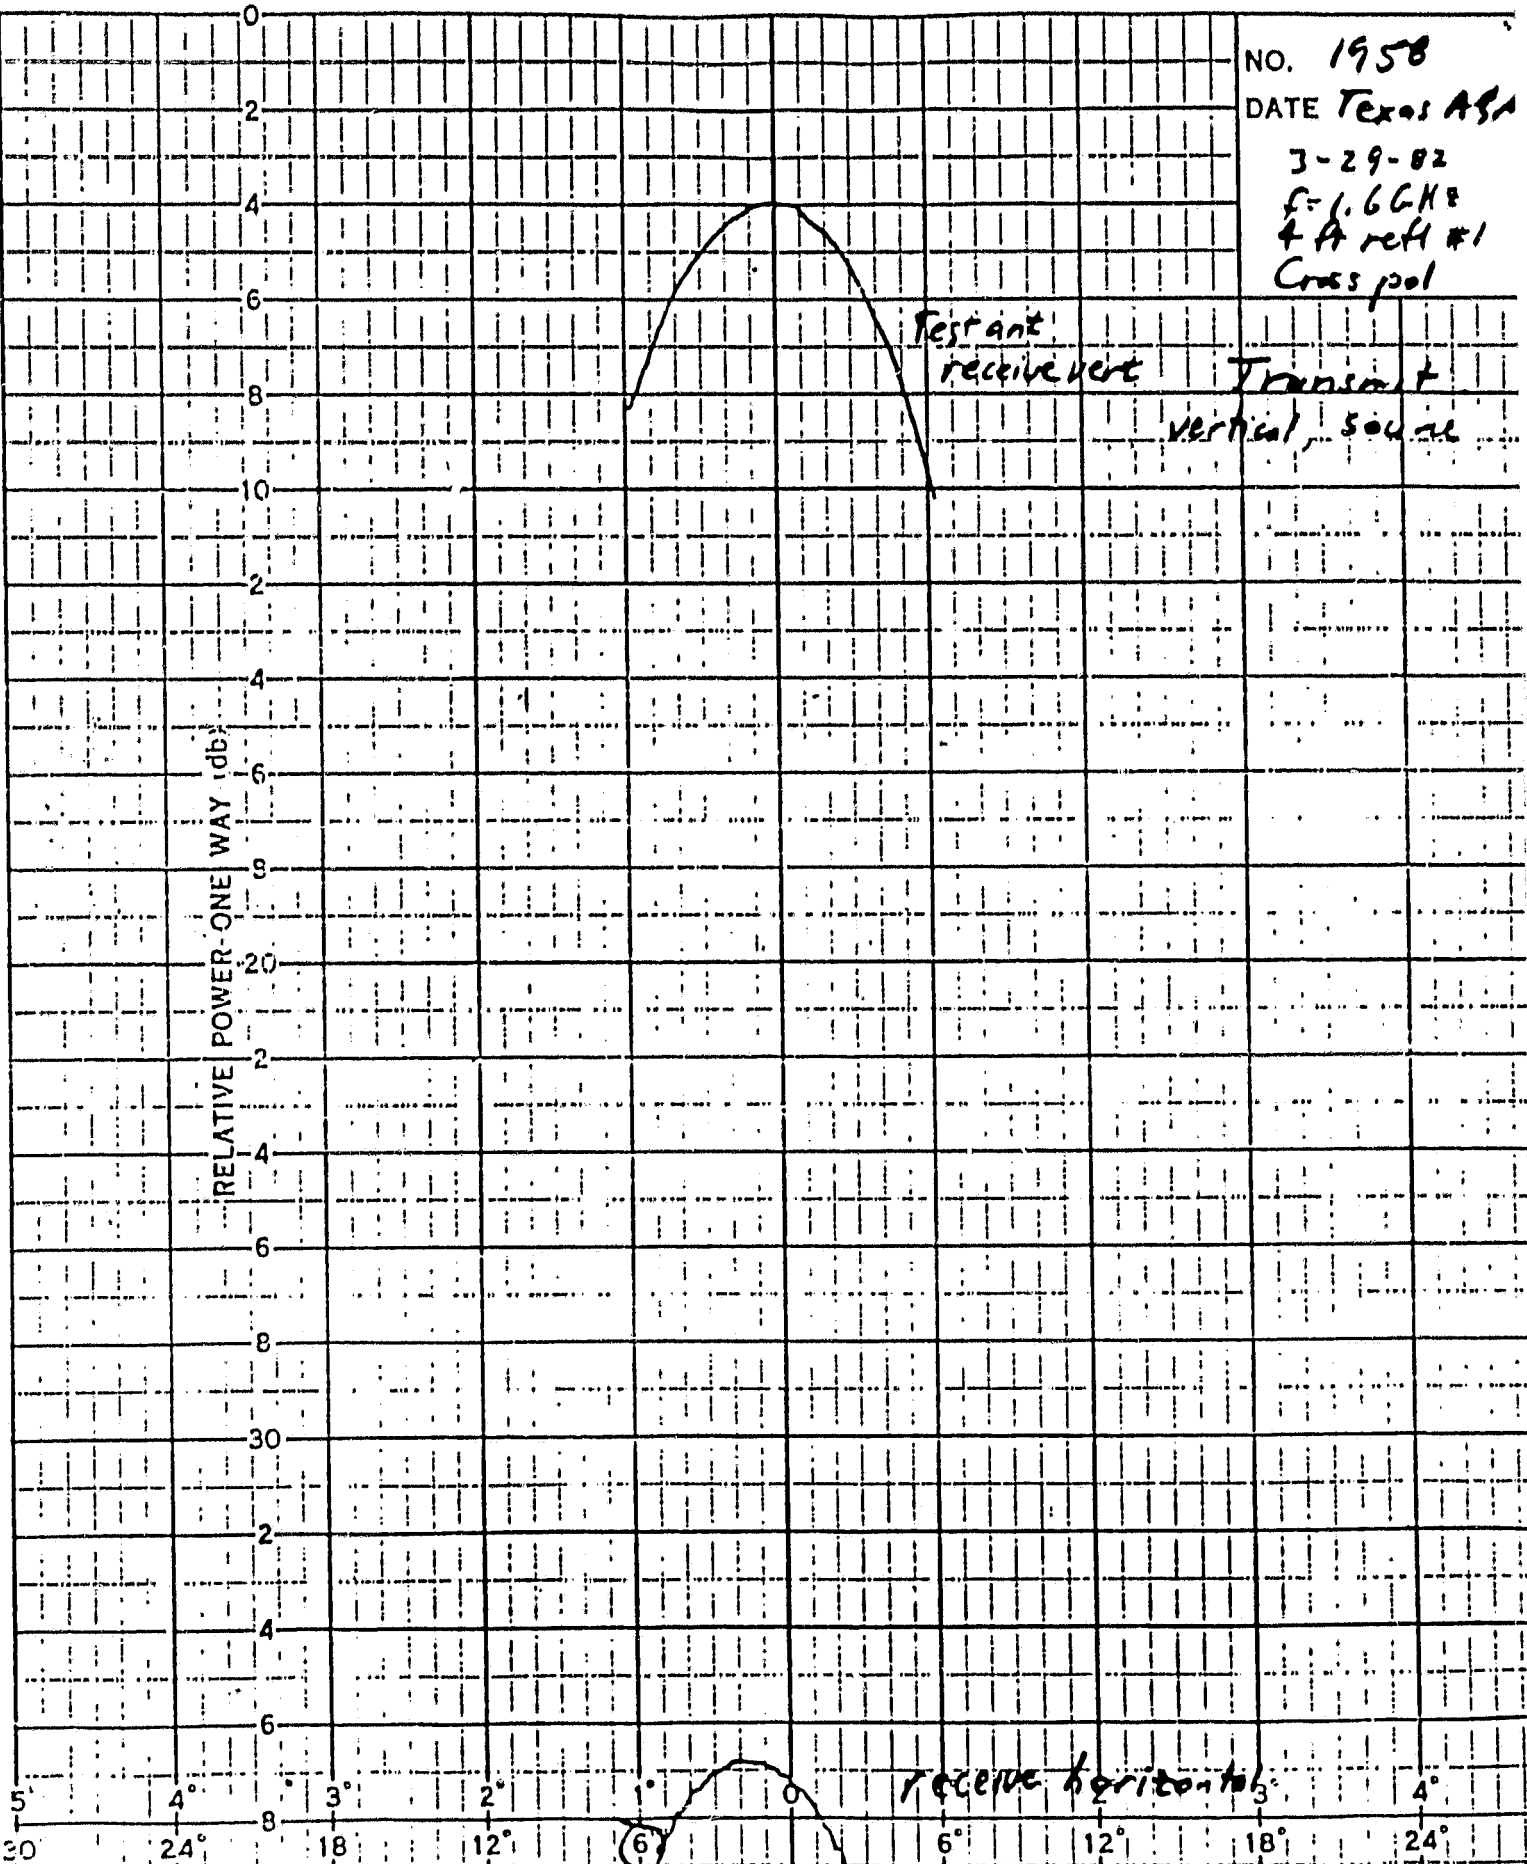 NO. 1958
DATE Texas A&M
3-29-82
f=1.6 GHz
4 ft refl #1
Cross pol
0
2
4
6
8
10
2
4
6
8
20
2
4
6
8
30
2
4
6
8
RELATIVE POWER-ONE WAY (db)
Test ant
receive vert
Transmit
vertical, source
receive horizontal
5° 4° 3° 2° 1° 0 2° 3° 4°
30 24° 18 12° 6° 6° 12° 18° 24°